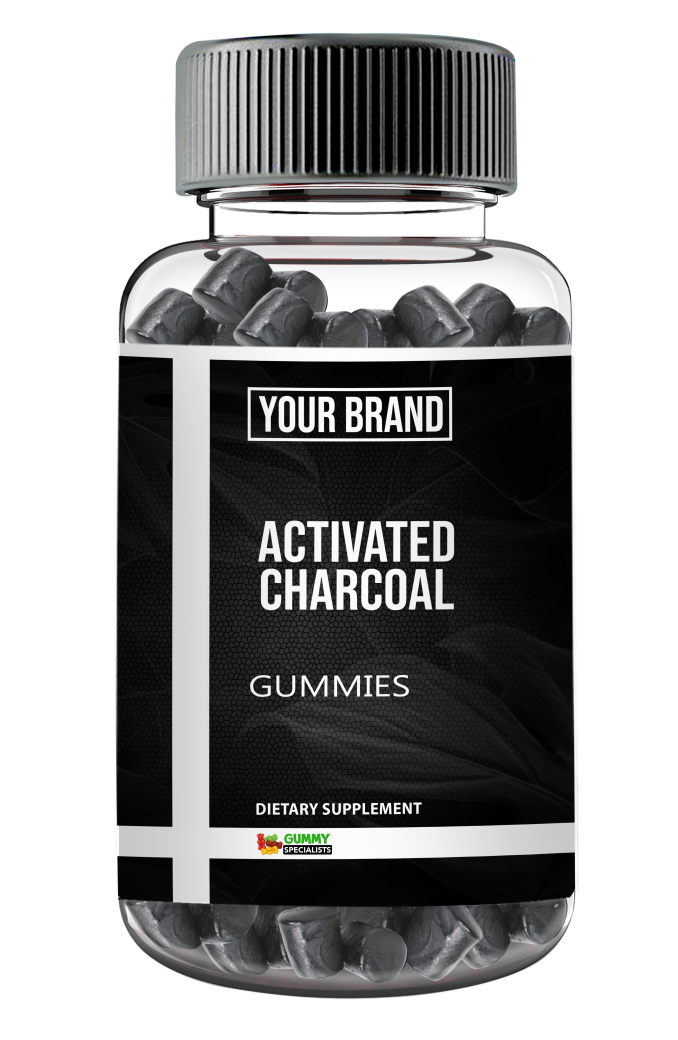 YOUR BRAND
ACTIVATED
CHARCOAL
GUMMIES
DIETARY SUPPLEMENT
GUMMY
SPECIALISTS